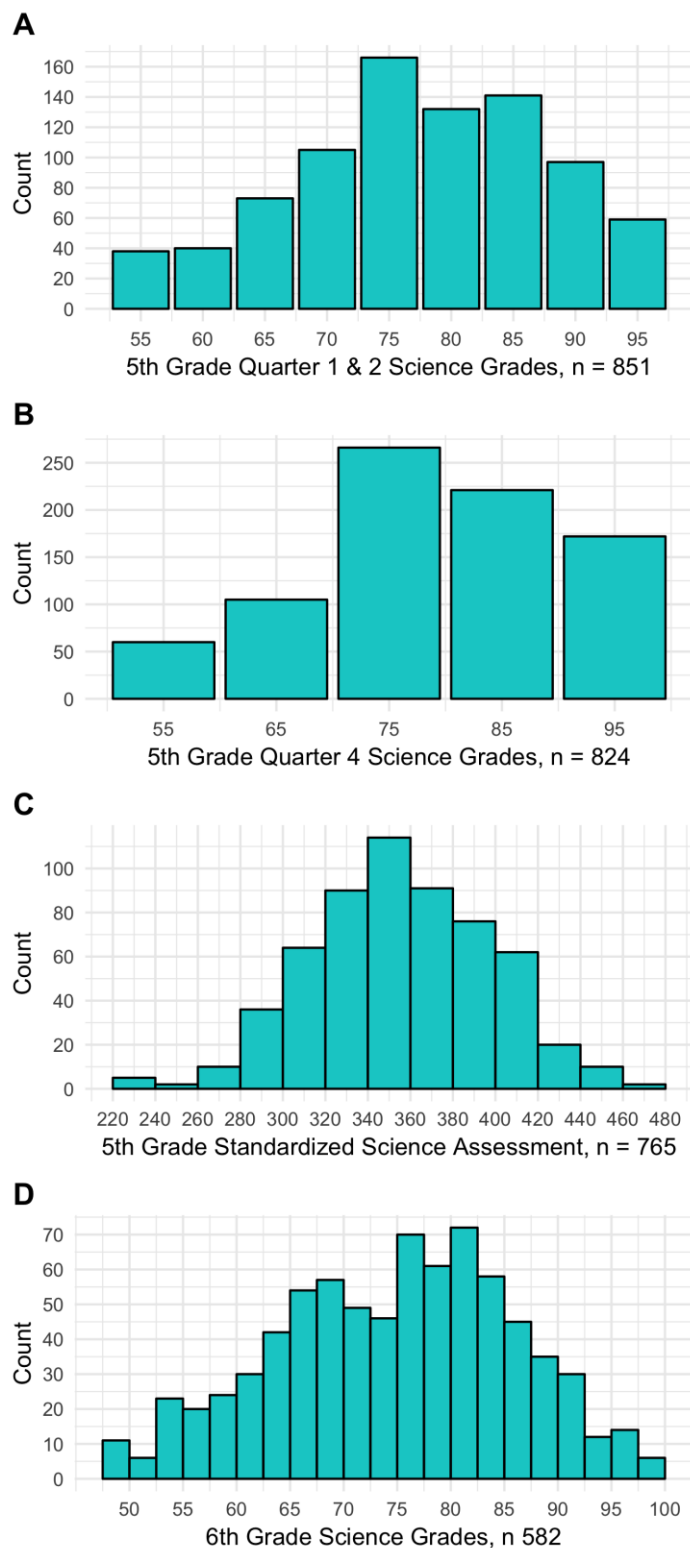 A
160
140
120
100
80
60
40
20
0
Count
55 60 65 70 75 80 85 90 95
5th Grade Quarter 1 & 2 Science Grades, n = 851
B
250
200
150
100
50
0
Count
55 65 75 85 95
5th Grade Quarter 4 Science Grades, n = 824
C
100
80
60
40
20
0
Count
220 240 260 280 300 320 340 360 380 400 420 440 460 480
5th Grade Standardized Science Assessment, n = 765
D
70
60
50
40
30
20
10
0
Count
50 55 60 65 70 75 80 85 90 95 100
6th Grade Science Grades, n 582